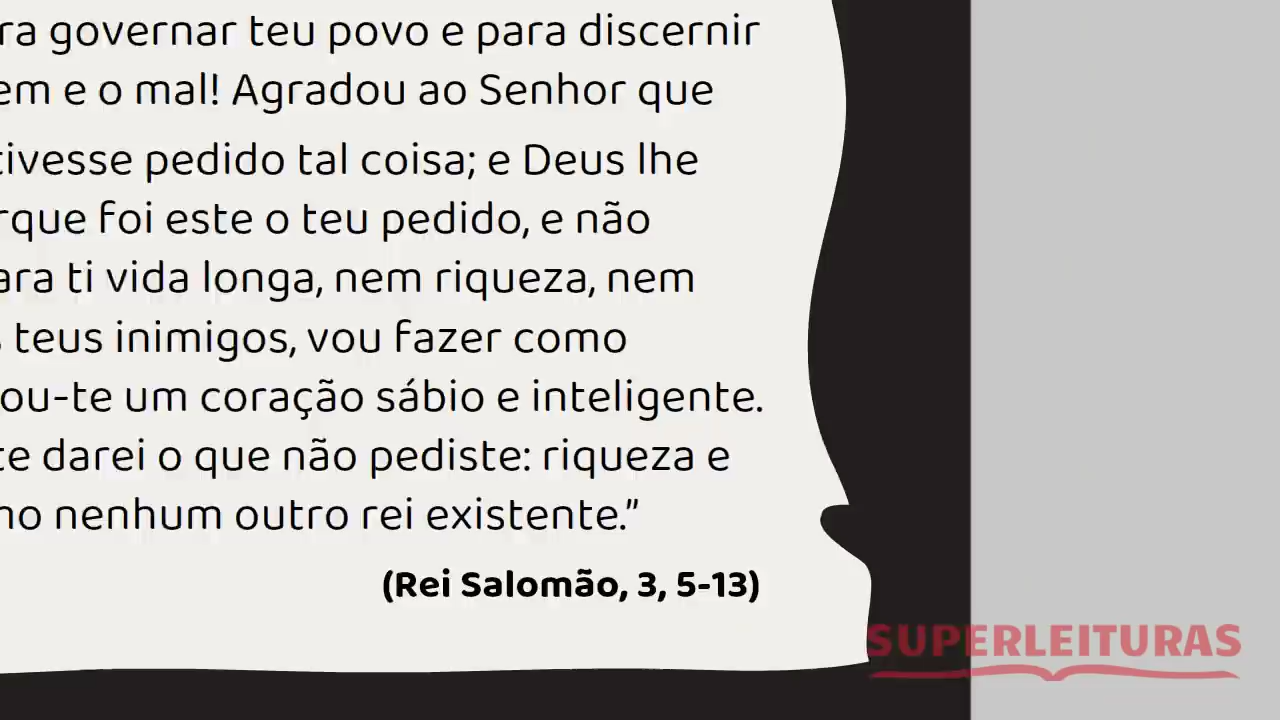 ra governar teu povo e para discernir
em e o mal! Agradou ao Senhor que
tivesse pedido tal coisa; e Deus lhe
rque foi este o teu pedido, e não
ara ti vida longa, nem riqueza, nem
s teus inimigos, vou fazer como
ou-te um coração sábio e inteligente.
te darei o que não pediste: riqueza e
mo nenhum outro rei existente.”
(Rei Salomão, 3, 5-13)
SUPERLEITURAS